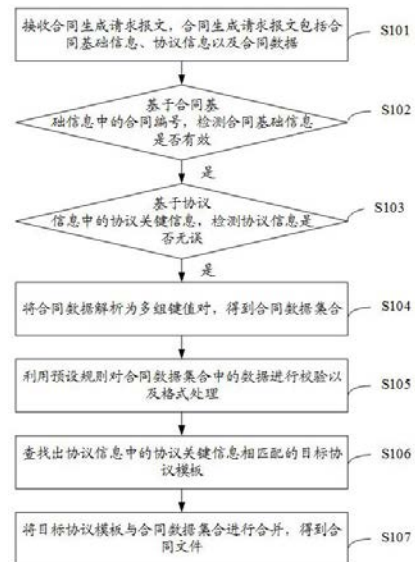 接收合同生成请求报文，合同生成请求报文包括合
同基础信息、协议信息以及合同数据
S101
基于合同基
础信息中的合同编号，检测合同基础信息
是否有效
S102
是
基于协议
信息中的协议关键信息，检测协议信息是
否无误
S103
是
将合同数据解析为多组键值对，得到合同数据集合
S104
利用预设规则对合同数据集合中的数据进行校验以
及格式处理
S105
查找出协议信息中的协议关键信息相匹配的目标协
议模板
S106
将目标协议模板与合同数据集合进行合并，得到合
同文件
S107